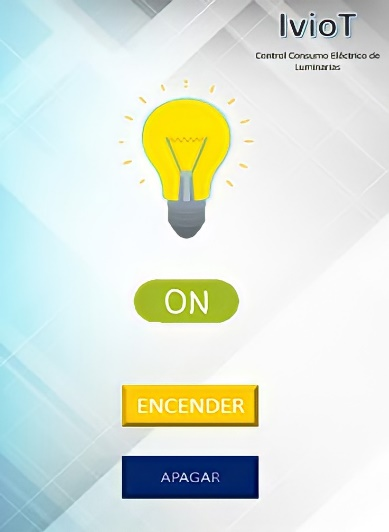 IvioT
Control Consumo Eléctrico de
Luminarias
ON
ENCENDER
APAGAR